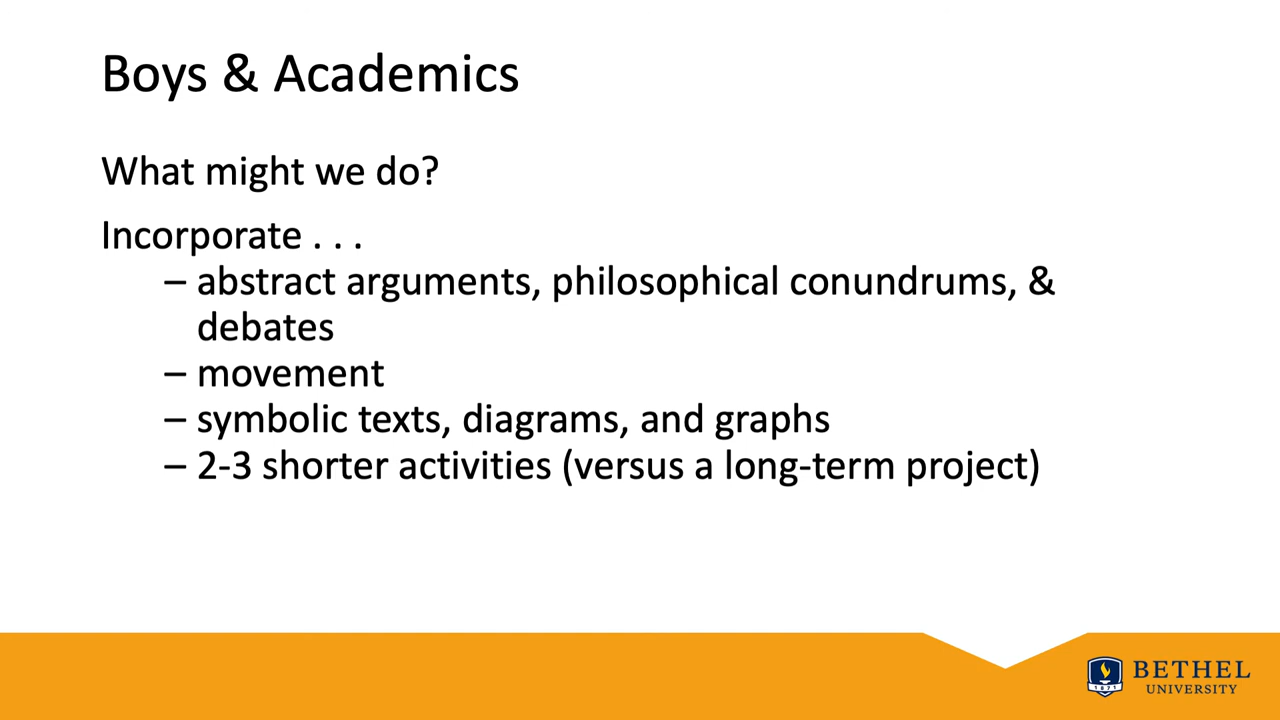 Boys & Academics
What might we do?
Incorporate . . .
– abstract arguments, philosophical conundrums, &
debates
– movement
– symbolic texts, diagrams, and graphs
– 2-3 shorter activities (versus a long-term project)
1871
BETHEL
UNIVERSITY